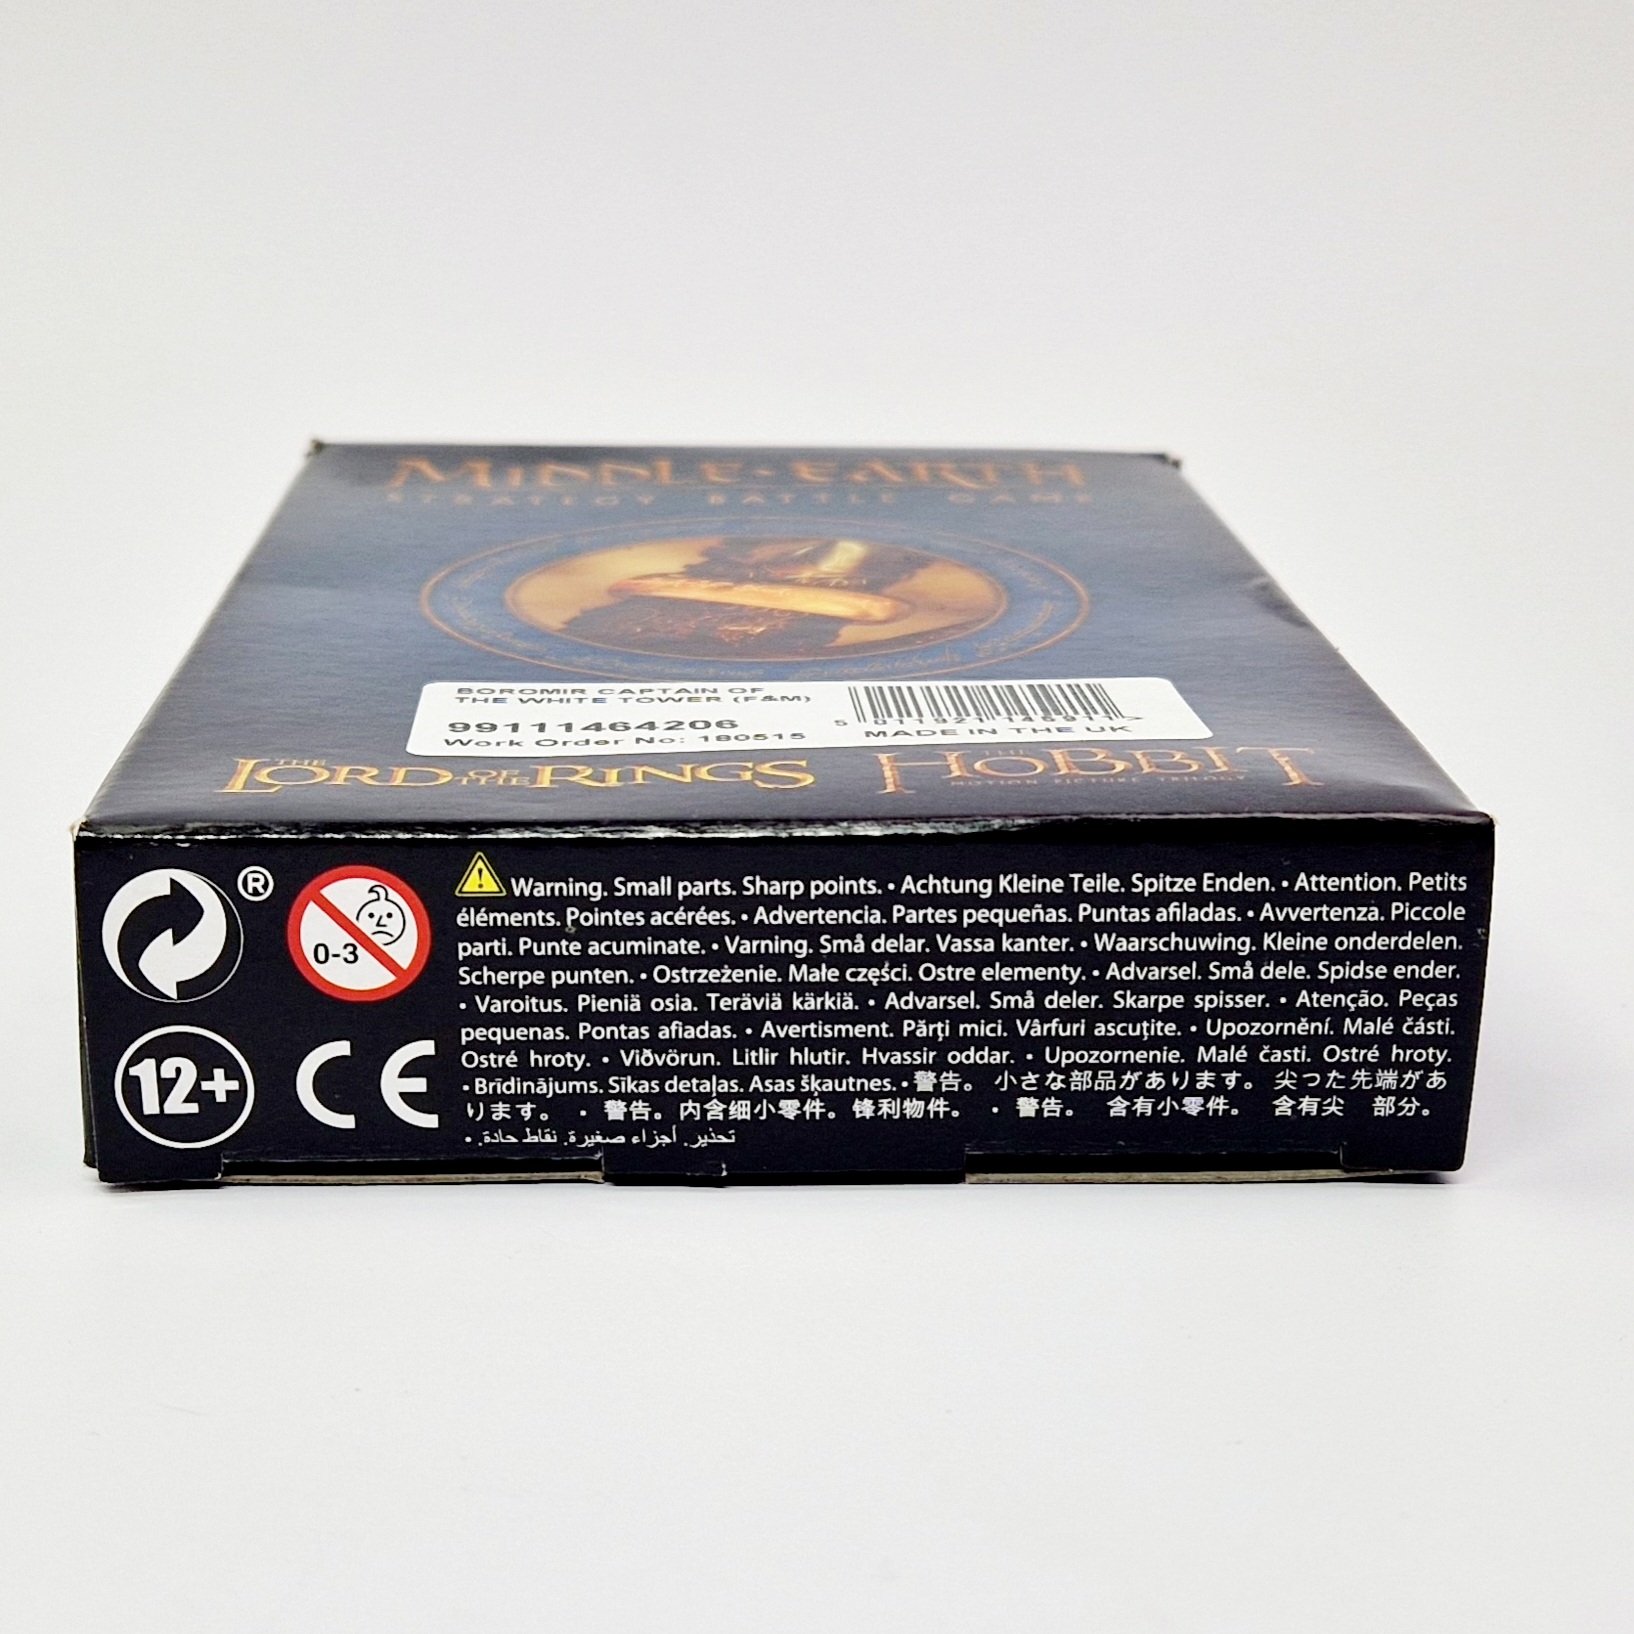 MIDDLE-EARTH
STRATEGY BATTLE GAME
BOROMIR CAPTAIN OF
THE WHITE TOWER (F&M)
99111464206
Work Order No: 180515
5 011921 146911 >
MADE IN THE UK
THE LORD OF THE RINGS
THE HOBBIT
MOTION PICTURE TRILOGY
®
0-3
12+
CE
Warning. Small parts. Sharp points. • Achtung Kleine Teile. Spitze Enden. • Attention. Petits
éléments. Pointes acérées. • Advertencia. Partes pequeñas. Puntas afiladas. • Avvertenza. Piccole
parti. Punte acuminate. • Varning. Små delar. Vassa kanter. • Waarschuwing. Kleine onderdelen.
Scherpe punten. • Ostrzeżenie. Małe części. Ostre elementy. • Advarsel. Små dele. Spidse ender.
• Varoitus. Pieniä osia. Teräviä kärkiä. • Advarsel. Små deler. Skarpe spisser. • Atenção. Peças
pequenas. Pontas afiadas. • Avertisment. Părți mici. Vârfuri ascuțite. • Upozornění. Malé části.
Ostré hroty. • Viðvörun. Litlir hlutir. Hvassir oddar. • Upozornenie. Malé časti. Ostré hroty.
• Brīdinājums. Sīkas detaļas. Asas šķautnes. • 警告。 小さな部品があります。 尖った先端があ
ります。 • 警告。内含细小零件。锋利物件。 • 警告。 含有小零件。 含有尖 部分。
• تحذير. أجزاء صغيرة. نقاط حادة.